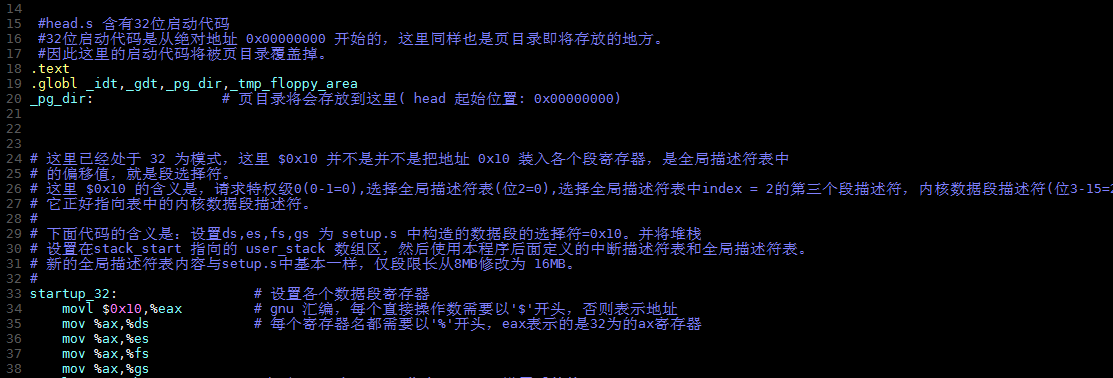 14
15 #head.s 含有32位启动代码
16 #32位启动代码是从绝对地址 0x00000000 开始的，这里同样也是页目录即将存放的地方。
17 #因此这里的启动代码将被页目录覆盖掉。
18 .text
19 .globl _idt,_gdt,_pg_dir,_tmp_floppy_area
20 _pg_dir: # 页目录将会存放到这里( head 起始位置: 0x00000000)
21
22
23
24 # 这里已经处于 32 为模式，这里 $0x10 并不是并不是把地址 0x10 装入各个段寄存器，是全局描述符表中
25 # 的偏移值，就是段选择符。
26 # 这里 $0x10 的含义是，请求特权级0(0-1=0),选择全局描述符表(位2=0),选择全局描述符表中index = 2的第三个段描述符，内核数据段描述符(位3-15=2
27 # 它正好指向表中的内核数据段描述符。
28 #
29 # 下面代码的含义是：设置ds,es,fs,gs 为 setup.s 中构造的数据段的选择符=0x10。并将堆栈
30 # 设置在stack_start 指向的 user_stack 数组区，然后使用本程序后面定义的中断描述符表和全局描述符表。
31 # 新的全局描述符表内容与setup.s中基本一样，仅段限长从8MB修改为 16MB。
32 #
33 startup_32: # 设置各个数据段寄存器
34 movl $0x10,%eax # gnu 汇编，每个直接操作数需要以'$'开头，否则表示地址
35 mov %ax,%ds # 每个寄存器名都需要以'%'开头，eax表示的是32为的ax寄存器
36 mov %ax,%es
37 mov %ax,%fs
38 mov %ax,%gs